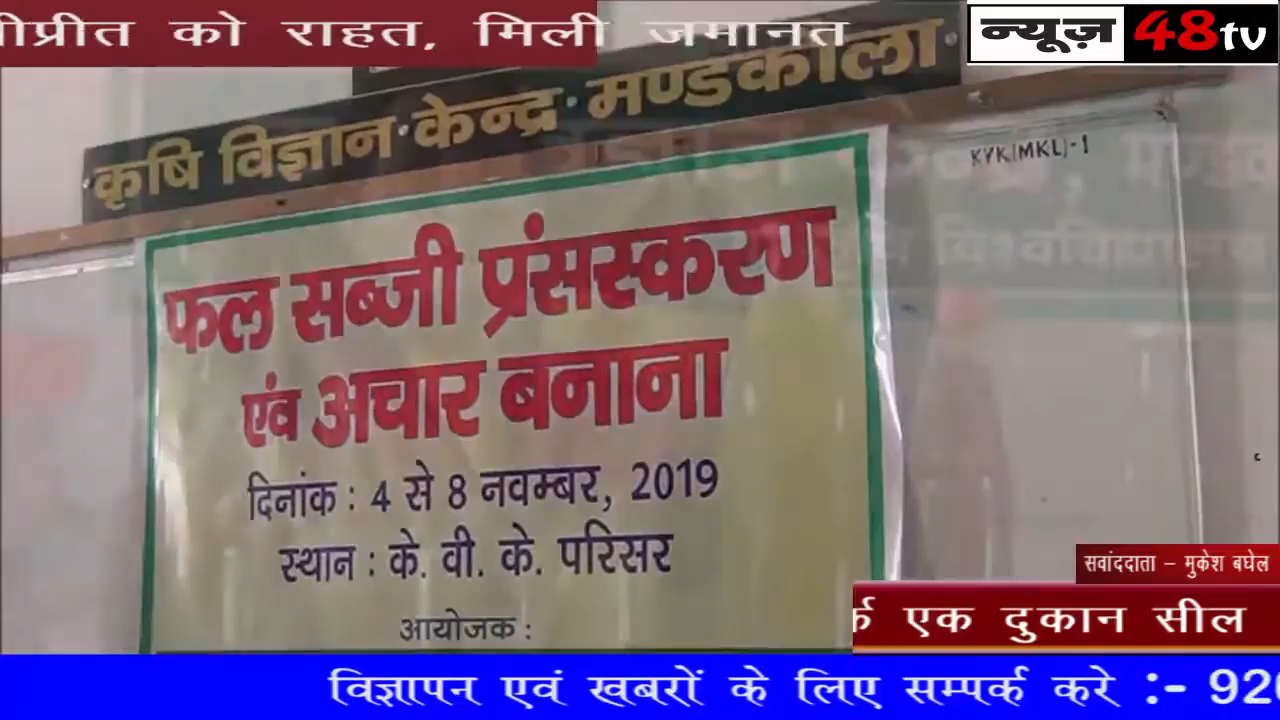 को राहत, मिली जमानत
न्यूज़ 48tv
कृषि विज्ञान केन्द्र मण्डकोला
KVK(MKL)-1
फल सब्जी प्रंसस्करण
एंव अचार बनाना
दिनांक : 4 से 8 नवम्बर, 2019
स्थान : के. वी. के. परिसर
आयोजक :
सवांददाता – मुकेश बघेल
एक दुकान सील
विज्ञापन एवं खबरों के लिए सम्पर्क करे :- 92